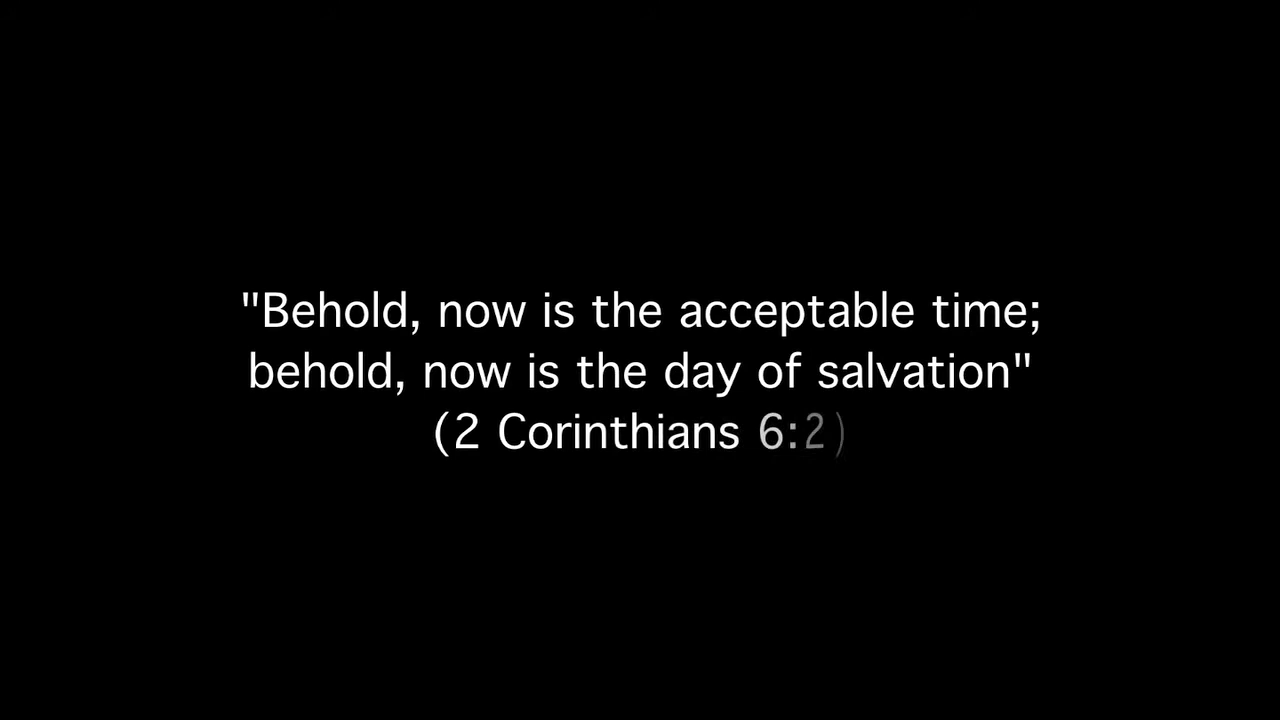 "Behold, now is the acceptable time;
behold, now is the day of salvation"
(2 Corinthians 6:2)